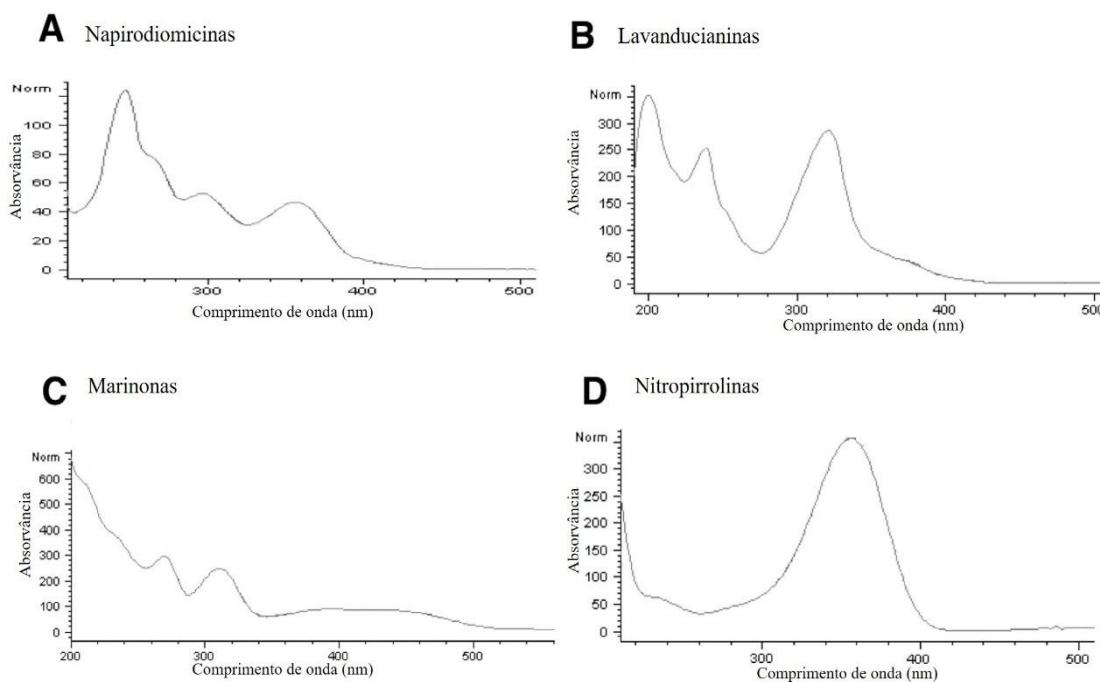 A Napirodiomicinas
Norm
100
80
60
40
20
0
Absorvância
300 400 500
Comprimento de onda (nm)
B Lavanducianinas
Norm
300
250
200
150
100
50
0
Absorvância
200 300 400 500
Comprimento de onda (nm)
C Marinonas
Norm
600
500
400
300
200
100
0
Absorvância
200 300 400 500
Comprimento de onda (nm)
D Nitropirrolinas
Norm
300
250
200
150
100
50
0
Absorvância
300 400 500
Comprimento de onda (nm)